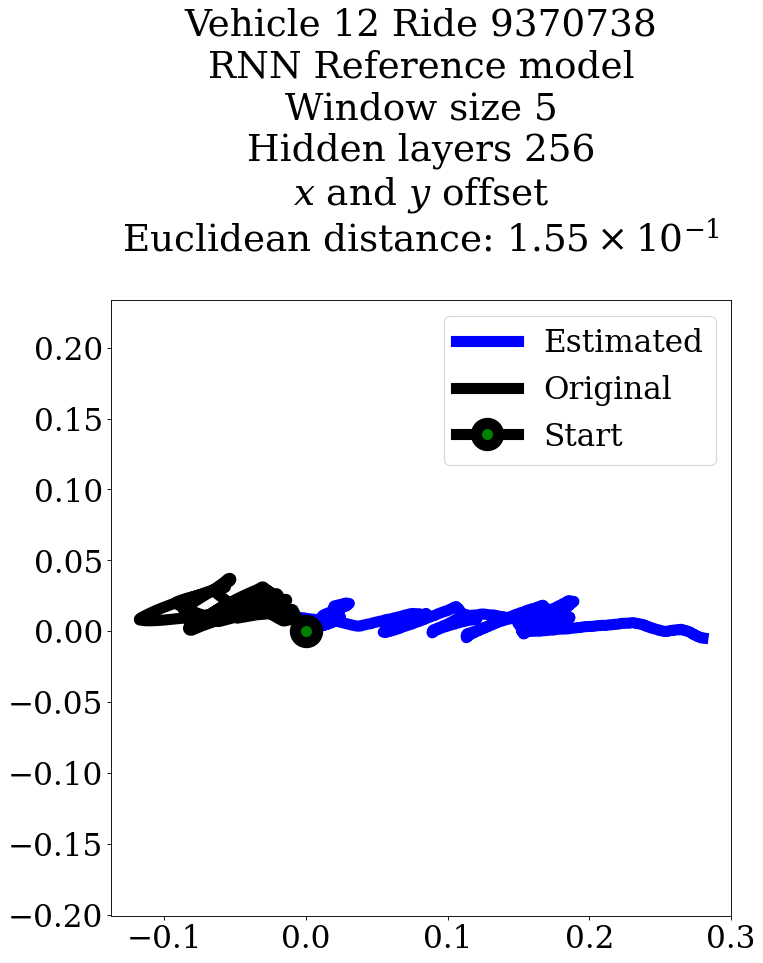 Vehicle 12 Ride 9370738
RNN Reference model
Window size 5
Hidden layers 256
x and y offset
Euclidean distance: 1.55 × 10⁻¹
Estimated
Original
Start
0.20
0.15
0.10
0.05
0.00
−0.05
−0.10
−0.15
−0.20
−0.1 0.0 0.1 0.2 0.3